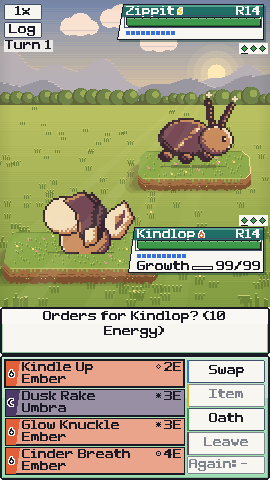 1x
Zippit R14
Log
Turn 1
Kindlop R14
Growth 99/99
Orders for Kindlop? (10
Energy)
Kindle Up 2E
Ember
Dusk Rake *3E
Umbra
Glow Knuckle *3E
Ember
Cinder Breath 4E
Ember
Swap
Item
Oath
Leave
Again:-